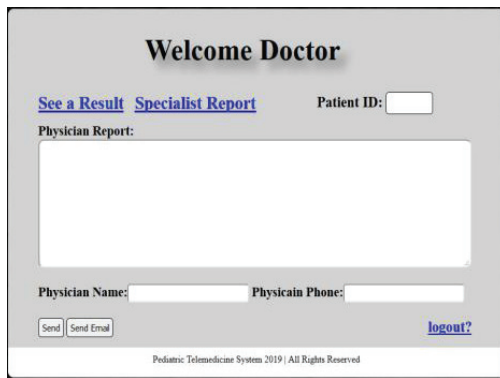 Welcome Doctor
See a Result Specialist Report Patient ID:
Physician Report:
Physician Name: Physicain Phone:
Send Send Email logout?
Pediatric Telemedicine System 2019 | All Rights Reserved